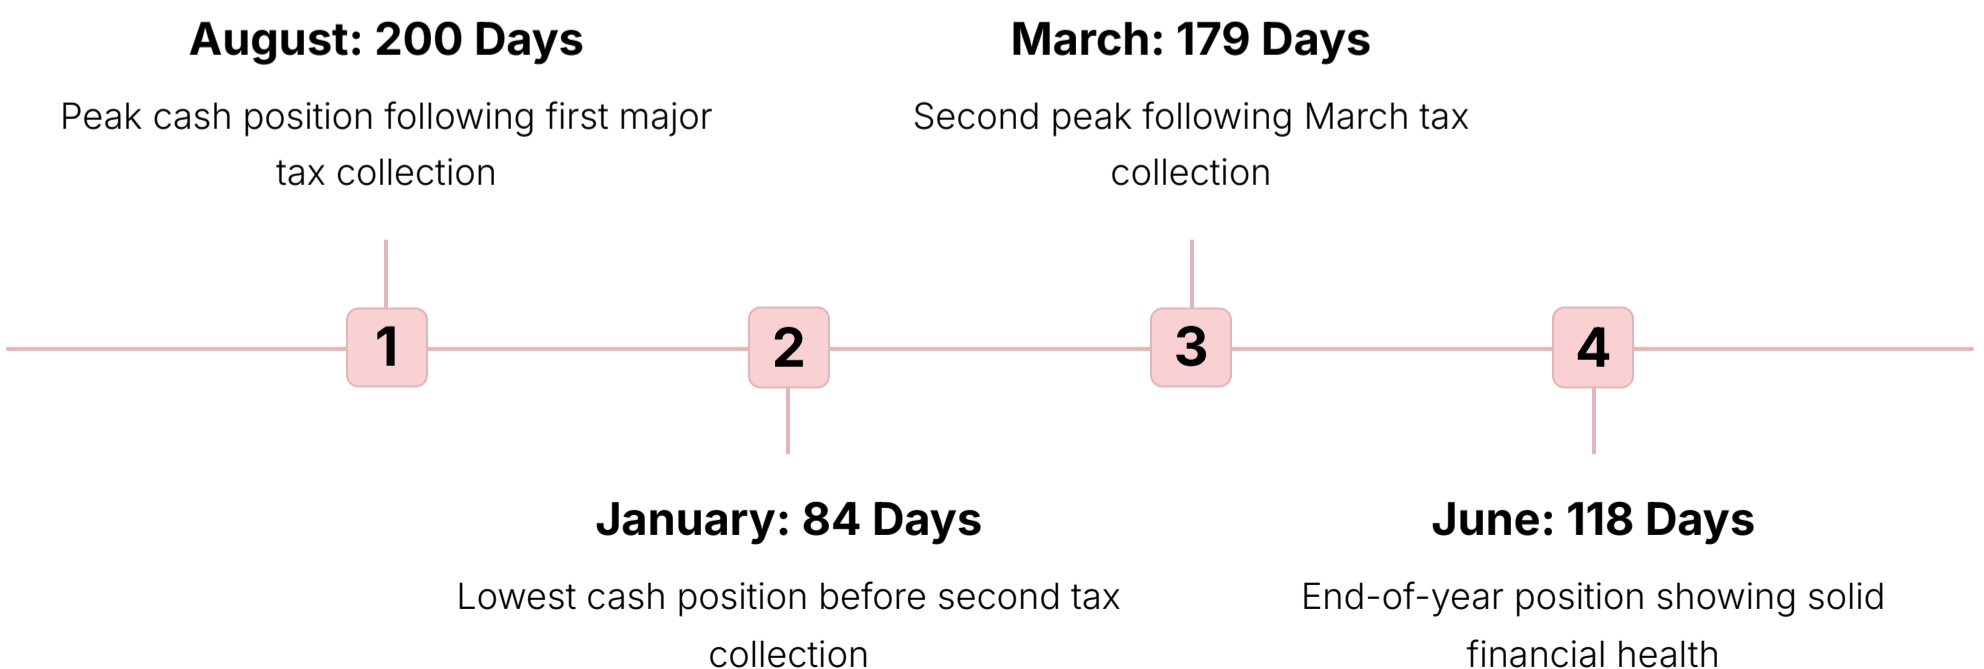 August: 200 Days
Peak cash position following first major
tax collection
March: 179 Days
Second peak following March tax
collection
1
2
3
4
January: 84 Days
Lowest cash position before second tax
collection
June: 118 Days
End-of-year position showing solid
financial health